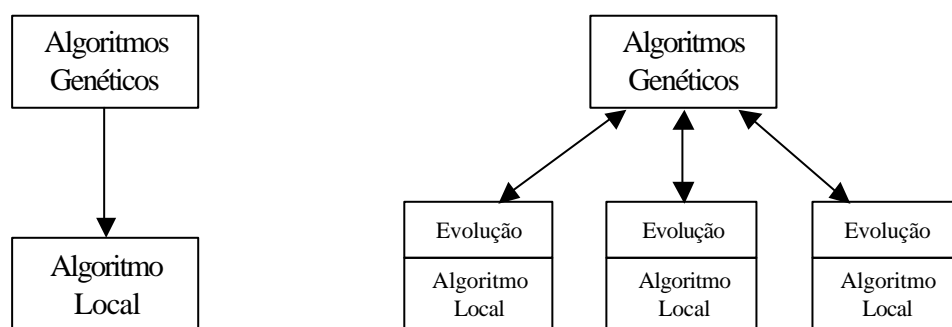 Algoritmos
Genéticos
Algoritmo
Local
Algoritmos
Genéticos
Evolução
Algoritmo
Local
Evolução
Algoritmo
Local
Evolução
Algoritmo
Local